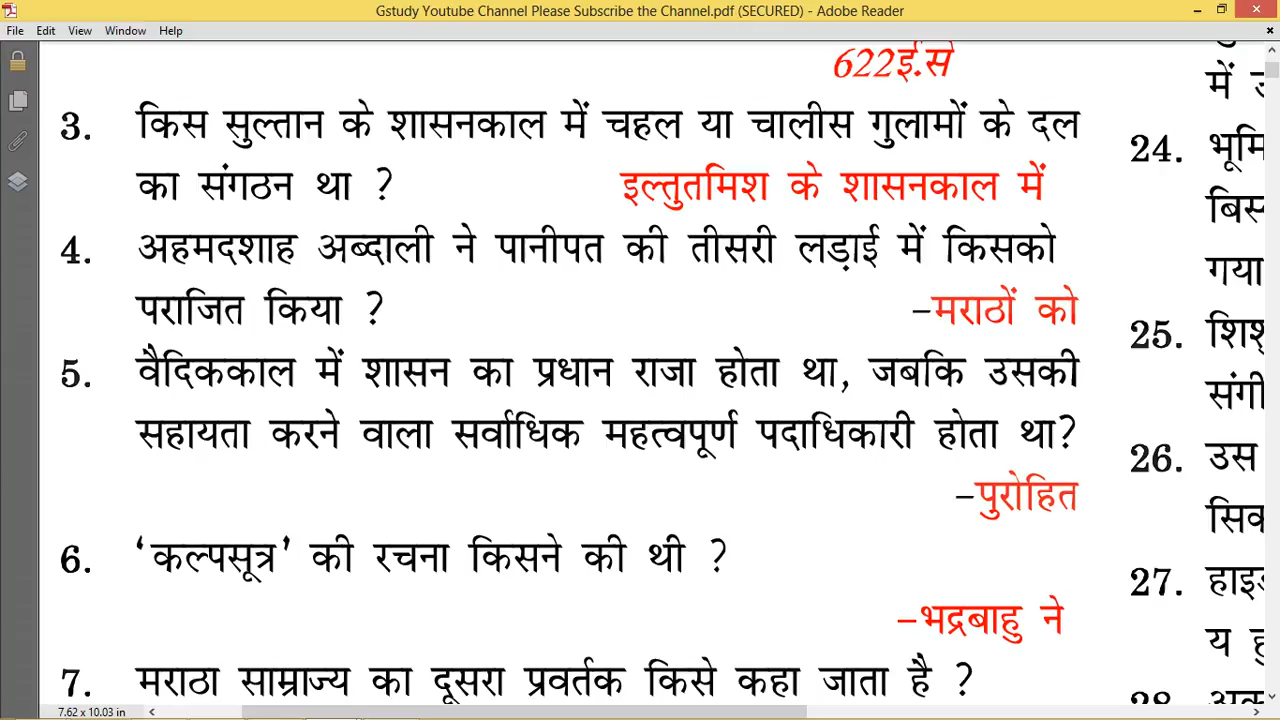 Gstudy Youtube Channel Please Subscribe the Channel.pdf (SECURED) - Adobe Reader
File Edit View Window Help
622ई.से
3. किस सुल्तान के शासनकाल में चहल या चालीस गुलामों के दल
का संगठन था ? इल्तुतमिश के शासनकाल में
4. अहमदशाह अब्दाली ने पानीपत की तीसरी लड़ाई में किसको
पराजित किया ? –मराठों को
5. वैदिककाल में शासन का प्रधान राजा होता था, जबकि उसकी
सहायता करने वाला सर्वाधिक महत्वपूर्ण पदाधिकारी होता था?
–पुरोहित
6. ‘कल्पसूत्र’ की रचना किसने की थी ?
–भद्रबाहु ने
7. मराठा साम्राज्य का दूसरा प्रवर्तक किसे कहा जाता है ?
में
24. भूमि
बिस
गया
25.
संगी
26. उस
सिक
27. हाइड
य हु
28.
7.62 x 10.03 in